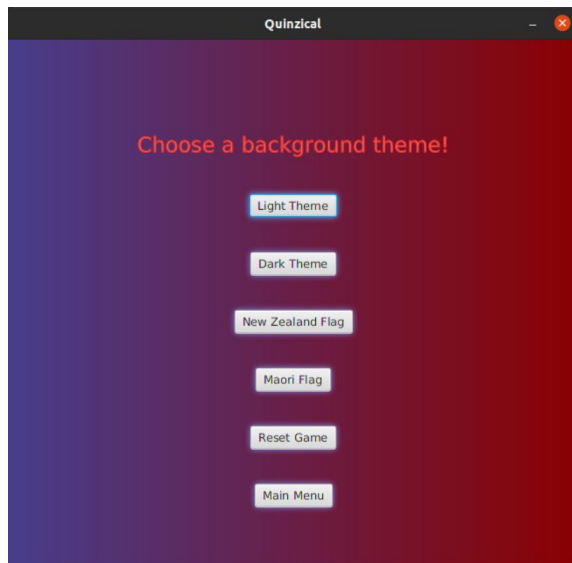 Quinzical
Choose a background theme!
Light Theme
Dark Theme
New Zealand Flag
Maori Flag
Reset Game
Main Menu